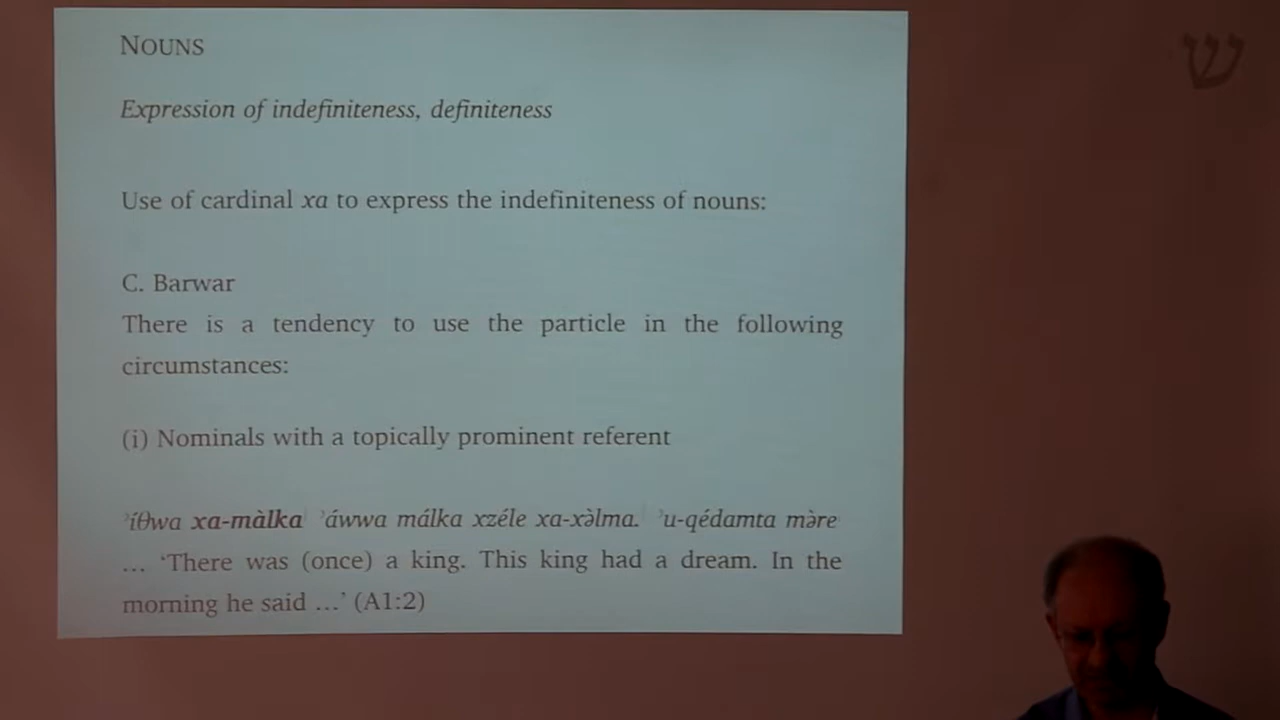 NOUNS
Expression of indefiniteness, definiteness
Use of cardinal xa to express the indefiniteness of nouns:
C. Barwar
There is a tendency to use the particle in the following
circumstances:
(i) Nominals with a topically prominent referent
ʾíθwa xa-màlkaˈ ʾáwwa málka xzéle xa-xə̀lma.ˈ ʾu-qédamta mə̀re
… ‘There was (once) a king. This king had a dream. In the
morning he said …’ (A1:2)
ש